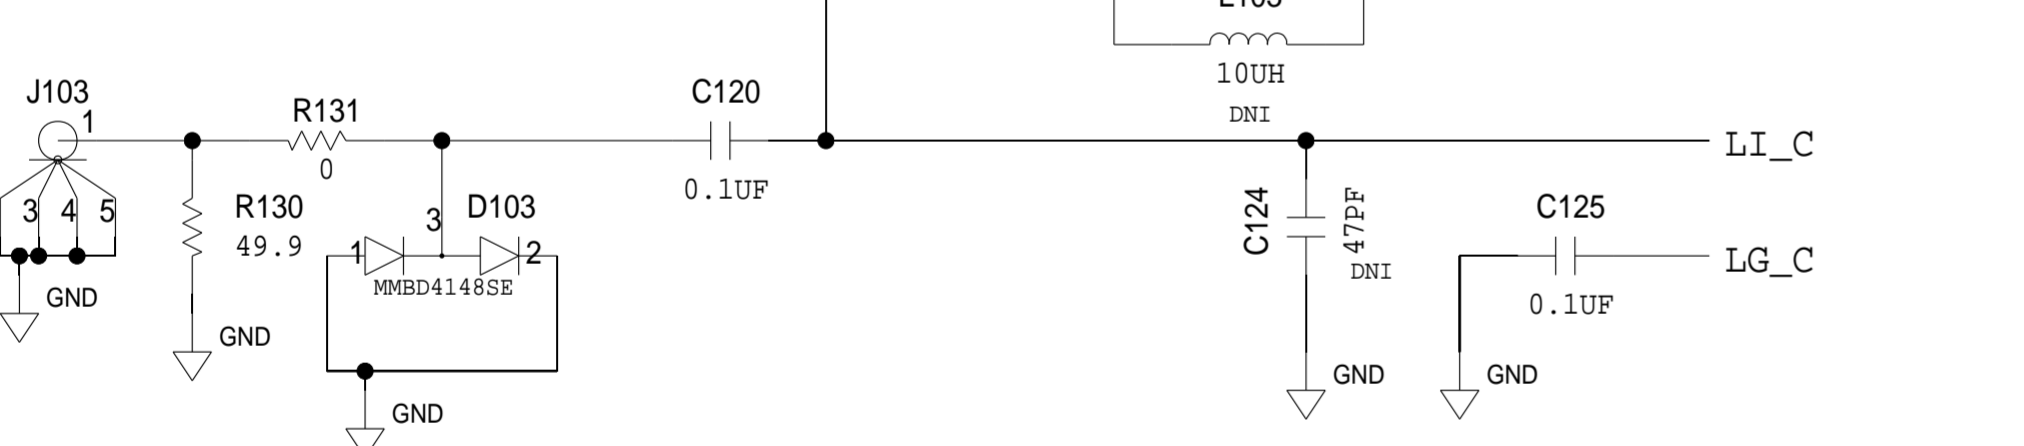 10UH
DNI
J103
1
3
4
5
GND
R131
0
R130
49.9
GND
3
D103
1
2
MMBD4148SE
GND
C120
0.1UF
LI_C
C124
47PF
DNI
GND
C125
0.1UF
LG_C
GND